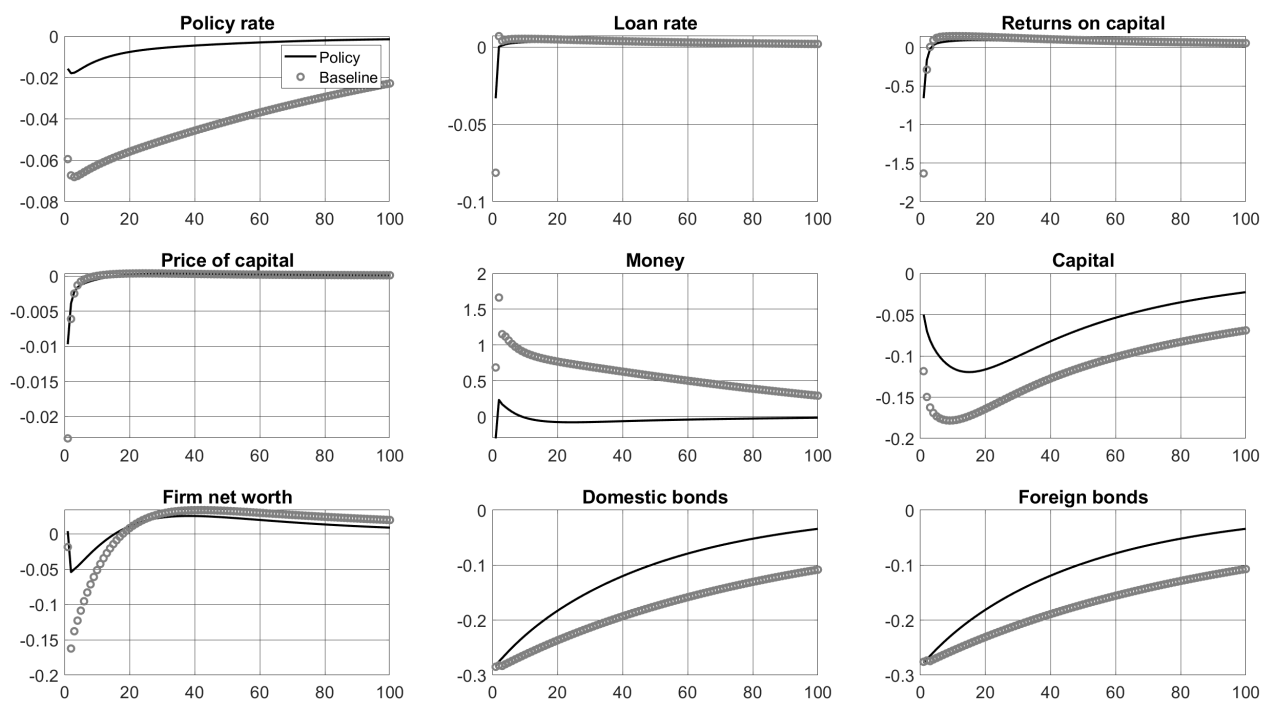 Policy rate
0
-0.02
-0.04
-0.06
-0.08
0 20 40 60 80 100
Policy
Baseline
Loan rate
0
-0.05
-0.1
0 20 40 60 80 100
Returns on capital
0
-0.5
-1
-1.5
-2
0 20 40 60 80 100
Price of capital
0
-0.005
-0.01
-0.015
-0.02
0 20 40 60 80 100
Money
2
1.5
1
0.5
0
0 20 40 60 80 100
Capital
0
-0.05
-0.1
-0.15
-0.2
0 20 40 60 80 100
Firm net worth
0
-0.05
-0.1
-0.15
-0.2
0 20 40 60 80 100
Domestic bonds
0
-0.1
-0.2
-0.3
0 20 40 60 80 100
Foreign bonds
0
-0.1
-0.2
-0.3
0 20 40 60 80 100